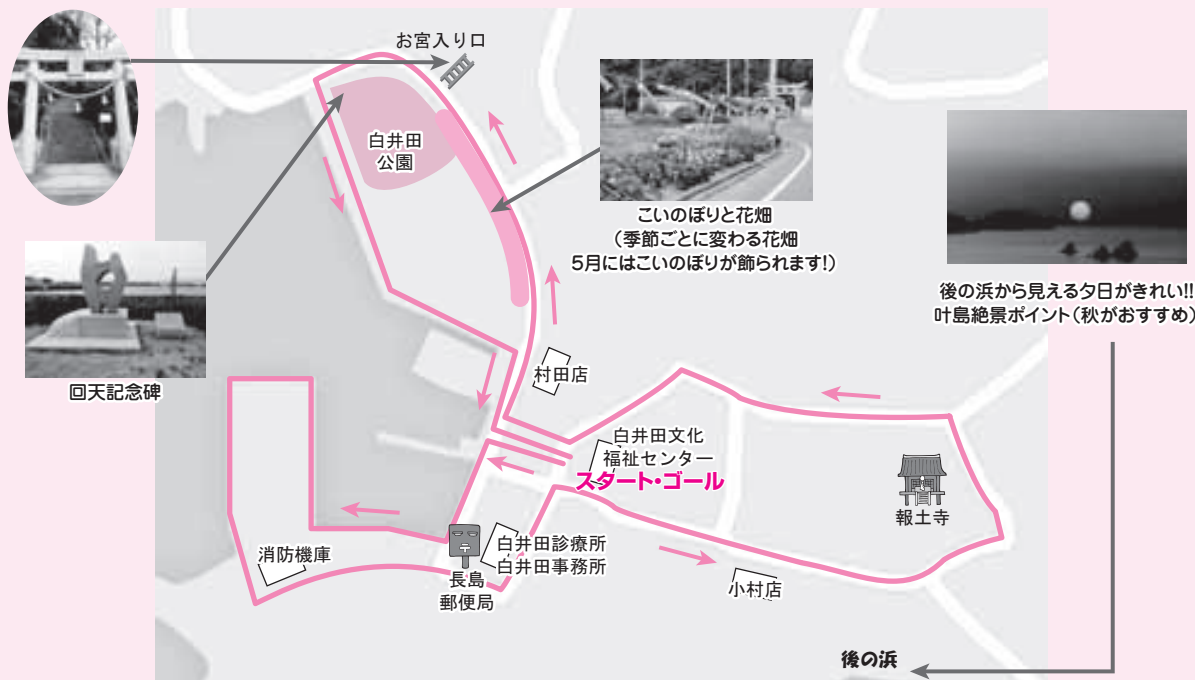 お宮入り口
白井田
公園
こいのぼりと花畑
(季節ごとに変わる花畑
5月にはこいのぼりが飾られます!)
後の浜から見える夕日がきれい!!
叶島絶景ポイント(秋がおすすめ)
回天記念碑
村田店
白井田文化
福祉センター
スタート・ゴール
報土寺
消防機庫
白井田診療所
白井田事務所
長島
郵便局
小村店
後の浜